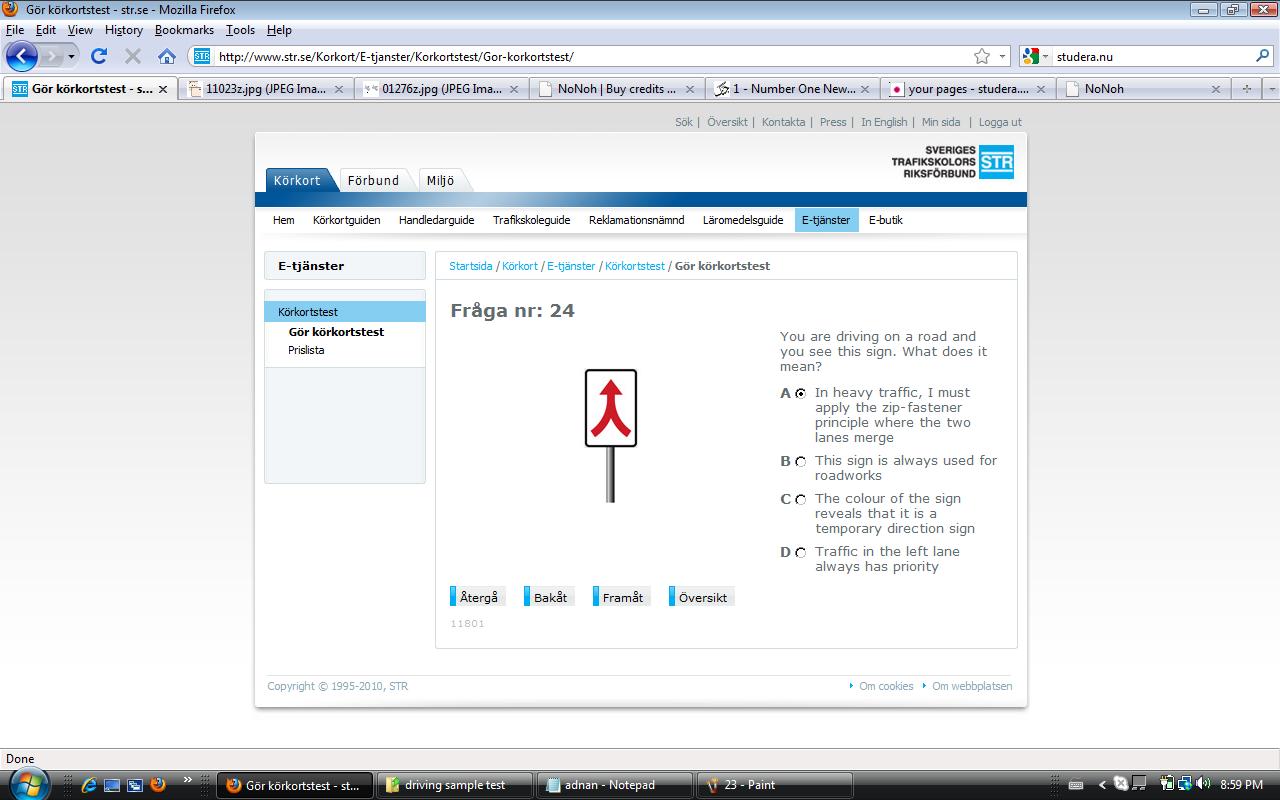 Gör körkortstest - str.se - Mozilla Firefox
File Edit View History Bookmarks Tools Help
http://www.str.se/Korkort/E-tjanster/Korkortstest/Gor-korkortstest/ studera.nu
Gör körkortstest - s... 11023z.jpg (JPEG Ima... 01276z.jpg (JPEG Ima... NoNoh | Buy credits ... 1 - Number One New... your pages - studera.... NoNoh
Sök | Översikt | Kontakta | Press | In English | Min sida | Logga ut
SVERIGES
TRAFIKSKOLORS
RIKSFÖRBUND
STR
Körkort Förbund Miljö
Hem Körkortguiden Handledarguide Trafikskoleguide Reklamationsnämnd Läromedelsguide E-tjänster E-butik
E-tjänster
Körkortstest
Gör körkortstest
Prislista
Startsida / Körkort / E-tjänster / Körkortstest / Gör körkortstest
Fråga nr: 24
You are driving on a road and
you see this sign. What does it
mean?
A In heavy traffic, I must
apply the zip-fastener
principle where the two
lanes merge
B This sign is always used for
roadworks
C The colour of the sign
reveals that it is a
temporary direction sign
D Traffic in the left lane
always has priority
Återgå Bakåt Framåt Översikt
11801
Copyright © 1995-2010, STR Om cookies Om webbplatsen
Done
Gör körkortstest - st... driving sample test adnan - Notepad 23 - Paint 8:59 PM